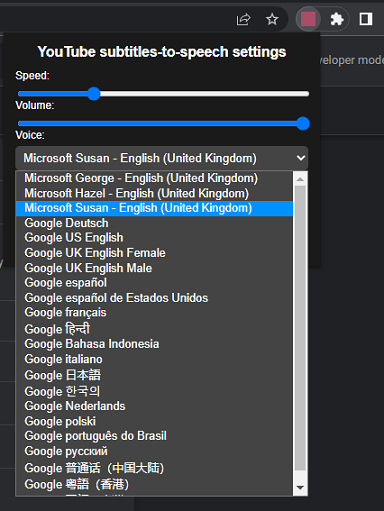 YouTube subtitles-to-speech settings
veloper mode
Speed:
Volume:
Voice:
Microsoft Susan - English (United Kingdom)
Microsoft George - English (United Kingdom)
Microsoft Hazel - English (United Kingdom)
Microsoft Susan - English (United Kingdom)
Google Deutsch
Google US English
Google UK English Female
Google UK English Male
Google español
Google español de Estados Unidos
Google français
Google हिन्दी
Google Bahasa Indonesia
Google italiano
Google 日本語
Google 한국의
Google Nederlands
Google polski
Google português do Brasil
Google русский
Google 普通话（中国大陆）
Google 粤語（香港）